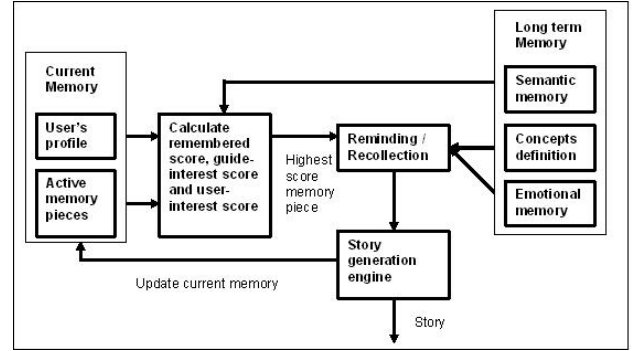 Current
Memory
User's
profile
Active
memory
pieces
Calculate
remembered
score, guide-
interest score
and user-
interest score
Highest
score
memory
piece
Reminding /
Recollection
Long term
Memory
Semantic
memory
Concepts
definition
Emotional
memory
Story
generation
engine
Update current memory
Story